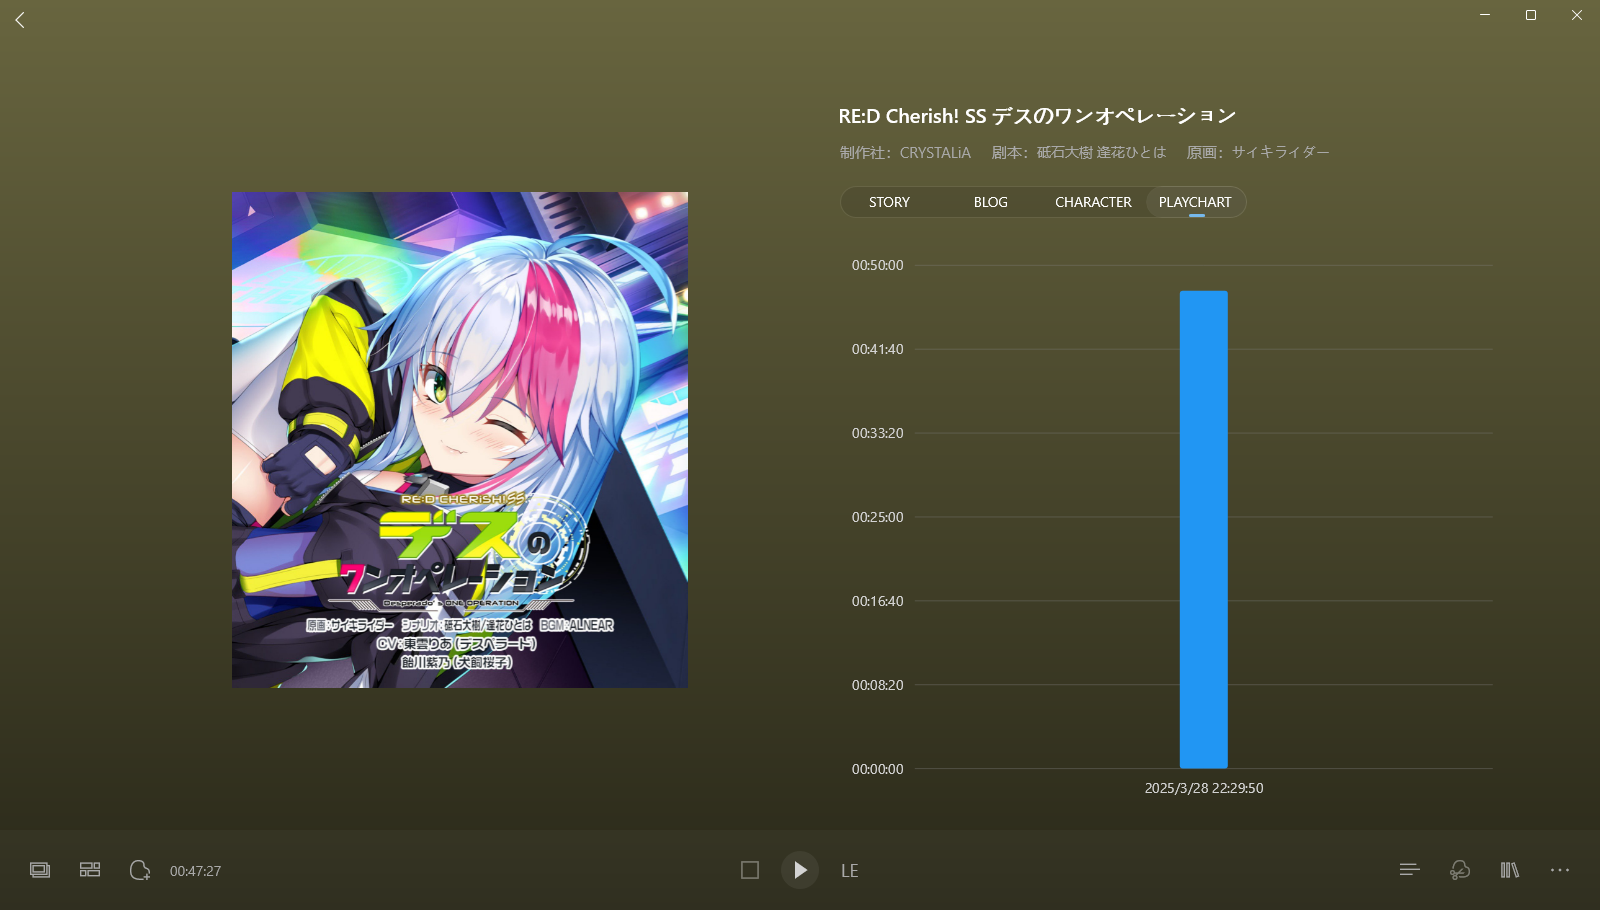 RE:D Cherish! SS デスのワンオペレーション
制作社：CRYSTALiA 剧本：砥石大樹 逢花ひとは 原画：サイキライダー
STORY BLOG CHARACTER PLAYCHART
RE:D CHERiSH!SS
デスの
ワンオペレーション
Desperado's ONE OPERATION
原画:サイキライダー シナリオ:砥石大樹/逢花ひとは BGM:ALNEAR
CV:東雲りあ(デスペラード)
飴川紫乃(犬飼桜子)
00:50:00
00:41:40
00:33:20
00:25:00
00:16:40
00:08:20
00:00:00
2025/3/28 22:29:50
00:47:27
LE